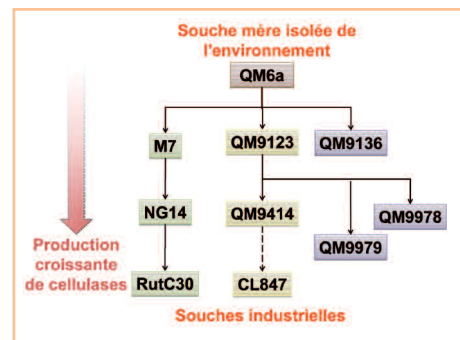 Souche mère isolée de
l'environnement
QM6a
M7
QM9123
QM9136
NG14
QM9414
QM9979
QM9978
Production
croissante
de cellulases
RutC30
CL847
Souches industrielles